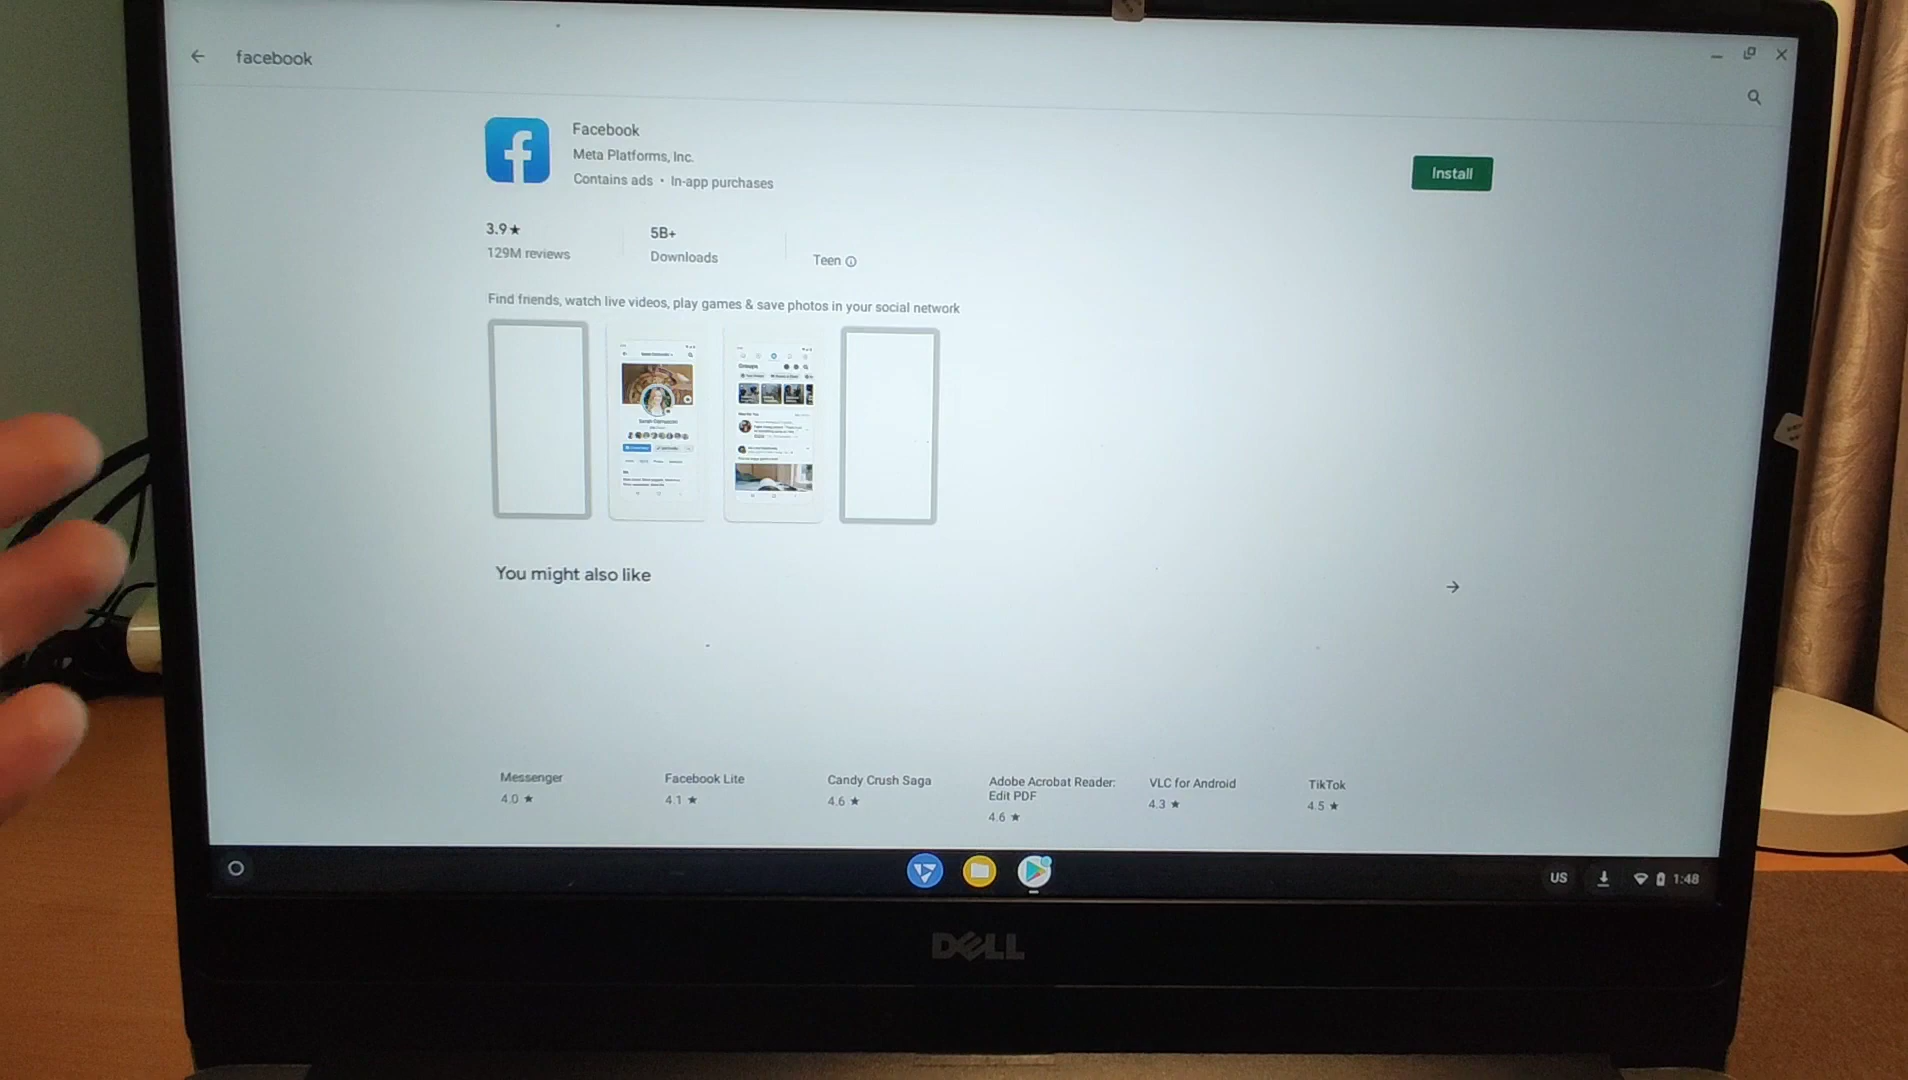 facebook
Facebook
Meta Platforms, Inc.
Contains ads • In-app purchases
Install
3.9★
129M reviews
5B+
Downloads
Teen
Find friends, watch live videos, play games & save photos in your social network
Groups
You might also like
Messenger
4.0 ★
Facebook Lite
4.1 ★
Candy Crush Saga
4.6 ★
Adobe Acrobat Reader:
Edit PDF
4.6 ★
VLC for Android
4.3 ★
TikTok
4.5 ★
US
1:48
DELL